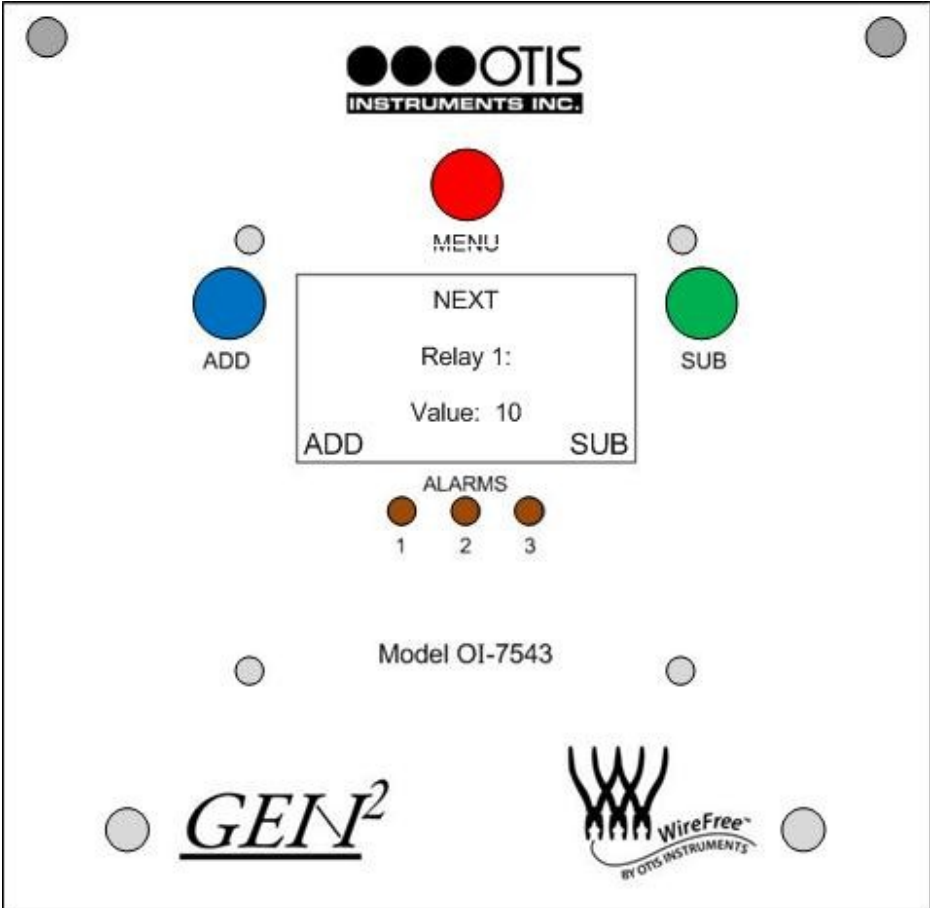 OTIS
INSTRUMENTS INC.
MENU
NEXT
ADD
Relay 1:
SUB
Value: 10
ADD SUB
ALARMS
1 2 3
Model OI-7543
GEN²
WireFree™
BY OTIS INSTRUMENTS